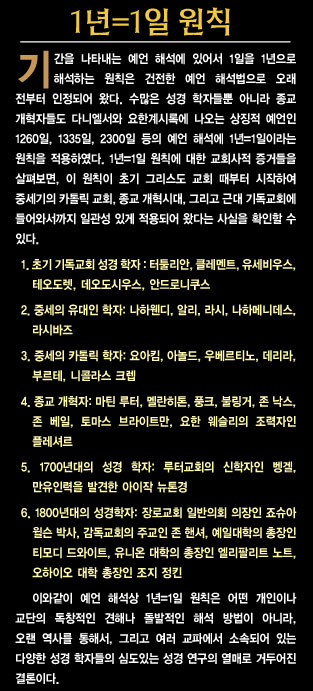 1년=1일 원칙
기간을 나타내는 예언 해석에 있어서 1일을 1년으로
해석하는 원칙은 건전한 예언 해석법으로 오래
전부터 인정되어 왔다. 수많은 성경 학자들뿐 아니라 종교
개혁자들도 다니엘서와 요한계시록에 나오는 상징적 예언인
1260일, 1335일, 2300일 등의 예언 해석에 1년=1일이라는
원칙을 적용하였다. 1년=1일 원칙에 대한 교회사적 증거들을
살펴보면, 이 원칙이 초기 그리스도 교회 때부터 시작하여
중세기의 카톨릭 교회, 종교 개혁시대, 그리고 근대 기독교회에
들어와서까지 일관성 있게 적용되어 왔다는 사실을 확인할 수
있다.
1. 초기 기독교회 성경 학자 : 터툴리안, 클레멘트, 유세비우스,
테오도렛, 데오도시우스, 안드로니쿠스
2. 중세의 유대인 학자: 나하웬디, 알리, 라시, 나하메니데스,
라시바즈
3. 중세의 카톨릭 학자: 요아킴, 아놀드, 우베르티노, 데리라,
부르테, 니콜라스 크렙
4. 종교 개혁자: 마틴 루터, 멜란히톤, 풍크, 불링거, 존 낙스,
존 베일, 토마스 브라이트만, 요한 웨슬리의 조력자인
플레셔르
5. 1700년대의 성경 학자: 루터교회의 신학자인 벵겔,
만유인력을 발견한 아이작 뉴톤경
6. 1800년대의 성경학자: 장로교회 일반의회 의장인 죠슈아
윌슨 박사, 감독교회의 주교인 존 핸셔, 예일대학의 총장인
티모디 드와이트, 유니온 대학의 총장인 엘리팔리트 노트,
오하이오 대학 총장인 조지 정킨
이와같이 예언 해석상 1년=1일 원칙은 어떤 개인이나
교단의 독창적인 견해나 돌발적인 해석 방법이 아니라,
오랜 역사를 통해서, 그리고 여러 교파에서 소속되어 있는
다양한 성경 학자들의 심도있는 성경 연구의 열매로 거두어진
결론이다.